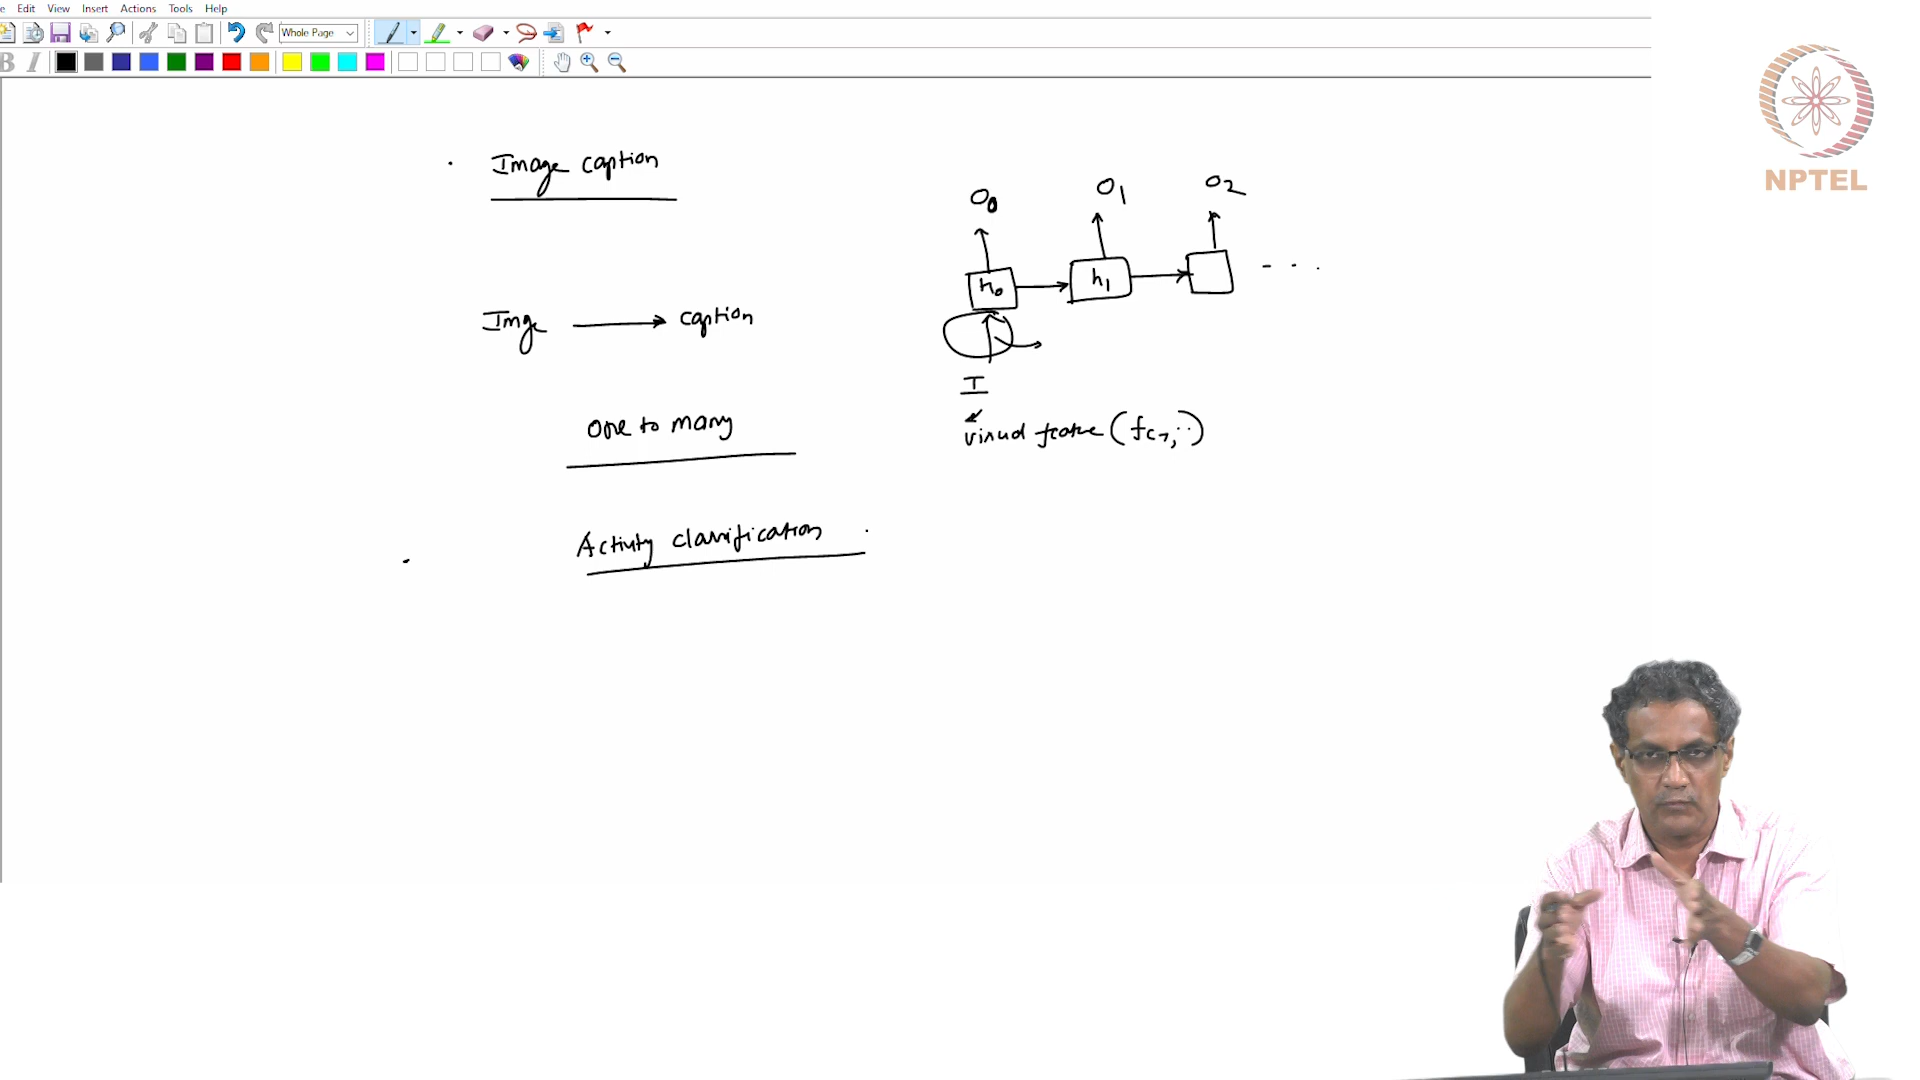 Edit View Insert Actions Tools Help
Whole Page
B I
NPTEL
Image caption
O0 O1 O2
h0 h1 - - .
Imge → caption
I
one to many
visual feature (fc7, ..)
Activity classification .